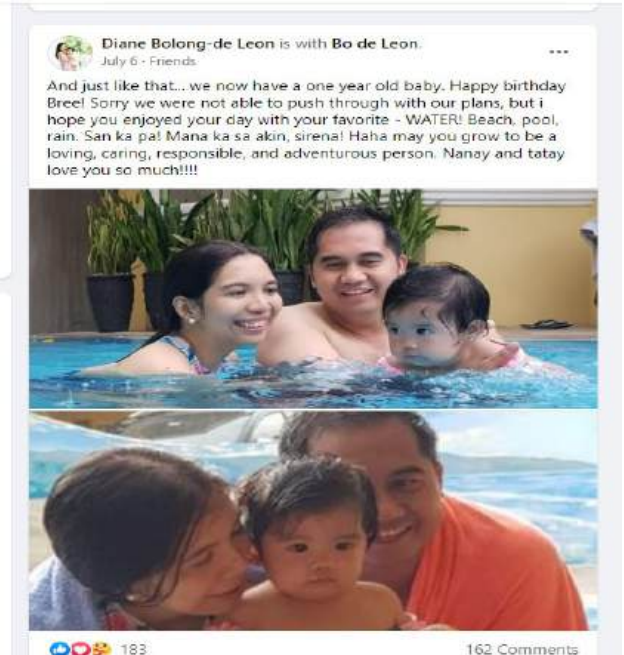 Diane Bolong-de Leon is with Bo de Leon.
July 6 · Friends
And just like that... we now have a one year old baby. Happy birthday
Bree! Sorry we were not able to push through with our plans, but i
hope you enjoyed your day with your favorite - WATER! Beach, pool,
rain. San ka pa! Mana ka sa akin, sirena! Haha may you grow to be a
loving, caring, responsible, and adventurous person. Nanay and tatay
love you so much!!!!
183
162 Comments